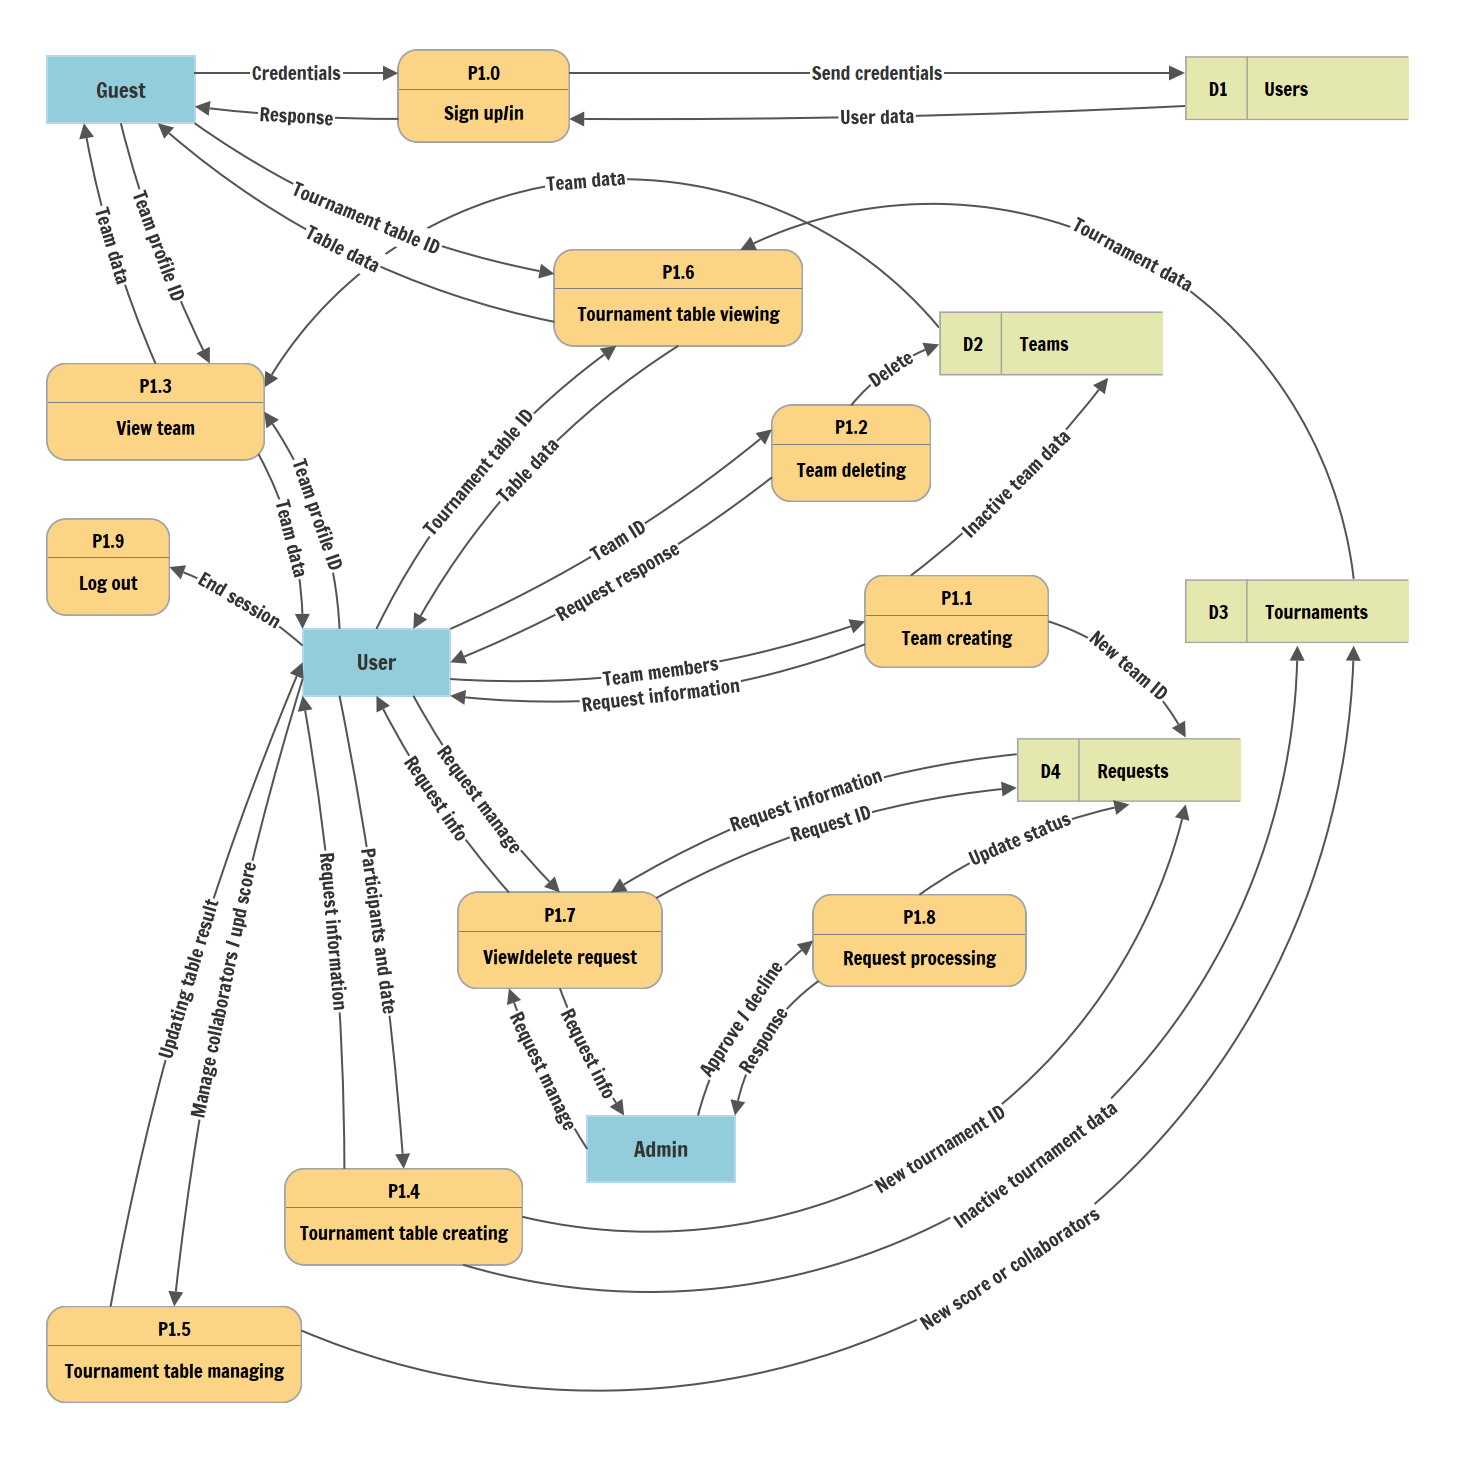 Guest
Credentials
P1.0
Sign up/in
Send credentials
D1
Users
Response
User data
Team data
Team profile ID
Tournament table ID
Table data
Team data
Tournament data
P1.6
Tournament table viewing
D2
Teams
P1.3
View team
Delete
P1.2
Team deleting
Tournament table ID
Table data
Inactive team data
Team profile ID
Team data
P1.9
Log out
End session
Team ID
Request response
P1.1
Team creating
D3
Tournaments
User
Team members
Request information
New team ID
Request manage
Request info
Request information
Request ID
D4
Requests
Update status
Participants and date
Request information
Updating table result
Manage collaborators / upd score
P1.7
View/delete request
P1.8
Request processing
Approve / decline
Response
Request info
Request manage
Admin
P1.4
Tournament table creating
New tournament ID
Inactive tournament data
New score or collaborators
P1.5
Tournament table managing